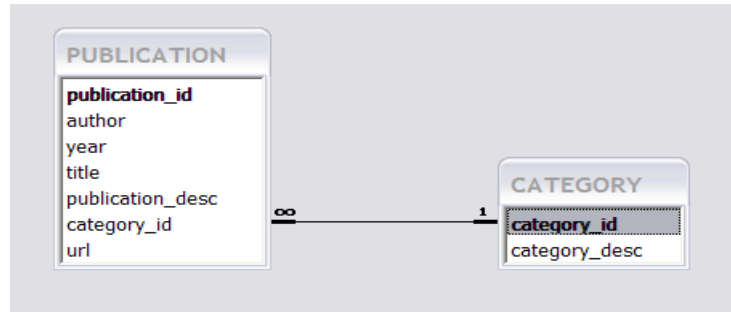 PUBLICATION
publication_id
author
year
title
publication_desc
category_id
url
∞ 1
CATEGORY
category_id
category_desc